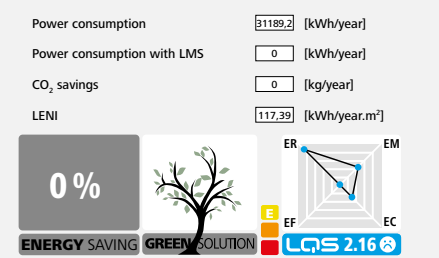 Power consumption 31189,2 [kWh/year]
Power consumption with LMS 0 [kWh/year]
CO₂ savings 0 [kg/year]
LENI 117,39 [kWh/year.m²]
ER EM
0 %
E
EF EC
ENERGY SAVING GREEN SOLUTION LQS 2.16